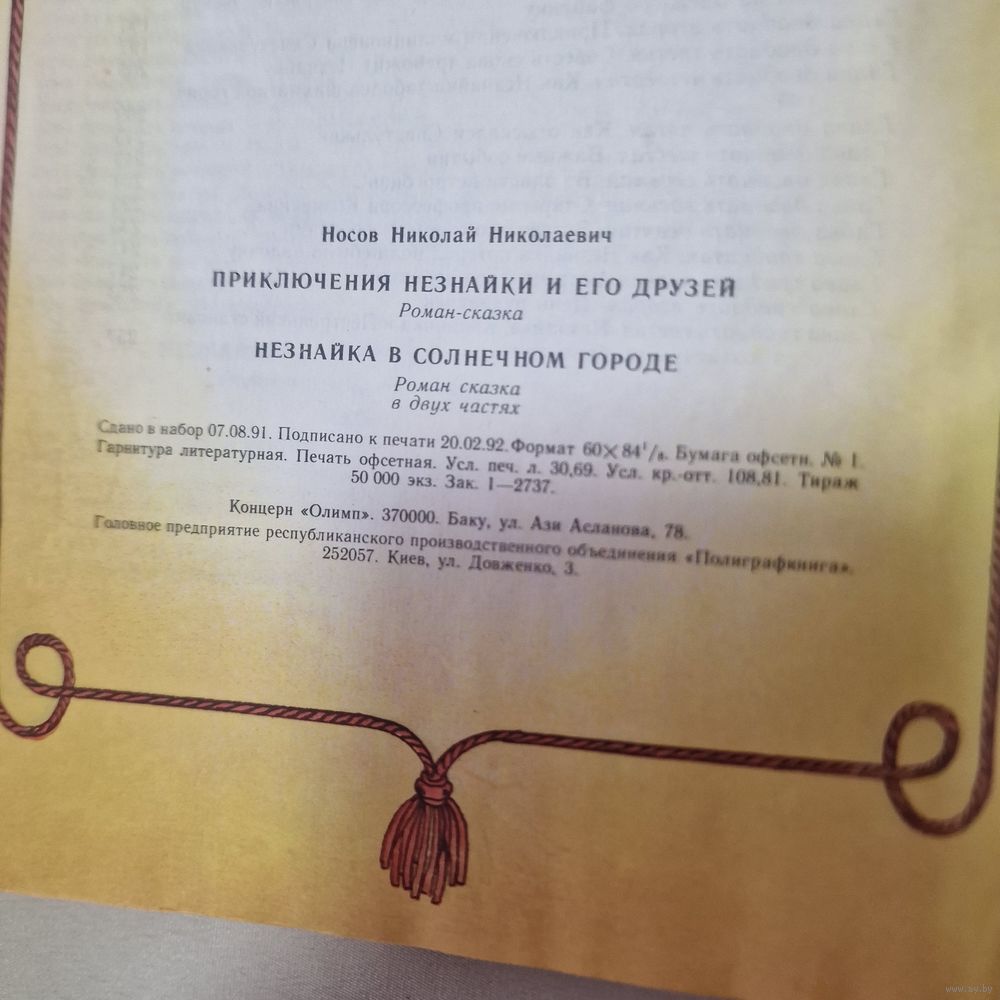 Носов Николай Николаевич
ПРИКЛЮЧЕНИЯ НЕЗНАЙКИ И ЕГО ДРУЗЕЙ
Роман-сказка
НЕЗНАЙКА В СОЛНЕЧНОМ ГОРОДЕ
Роман сказка
в двух частях
Сдано в набор 07.08.91. Подписано к печати 20.02.92. Формат 60×84¹/₈. Бумага офсетн. № 1.
Гарнитура литературная. Печать офсетная. Усл. печ. л. 30,69. Усл. кр.-отт. 108,81. Тираж
50 000 экз. Зак. 1—2737.
Концерн «Олимп». 370000. Баку, ул. Ази Асланова, 78.
Головное предприятие республиканского производственного объединения «Полиграфкнига».
252057. Киев, ул. Довженко, 3.
www.ay.by